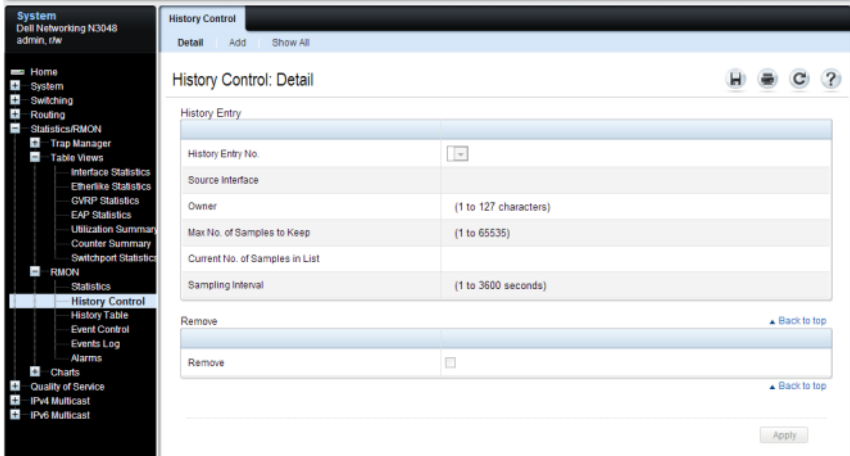 System
Dell Networking N3048
admin, r/w
Home
System
Switching
Routing
Statistics/RMON
Trap Manager
Table Views
Interface Statistics
Etherlike Statistics
GVRP Statistics
EAP Statistics
Utilization Summary
Counter Summary
Switchport Statistics
RMON
Statistics
History Control
History Table
Event Control
Events Log
Alarms
Charts
Quality of Service
IPv4 Multicast
IPv6 Multicast
History Control
Detail Add Show All
History Control: Detail
?
History Entry
History Entry No.
Source Interface
Owner (1 to 127 characters)
Max No. of Samples to Keep (1 to 65535)
Current No. of Samples in List
Sampling Interval (1 to 3600 seconds)
Remove Back to top
Remove
Back to top
Apply